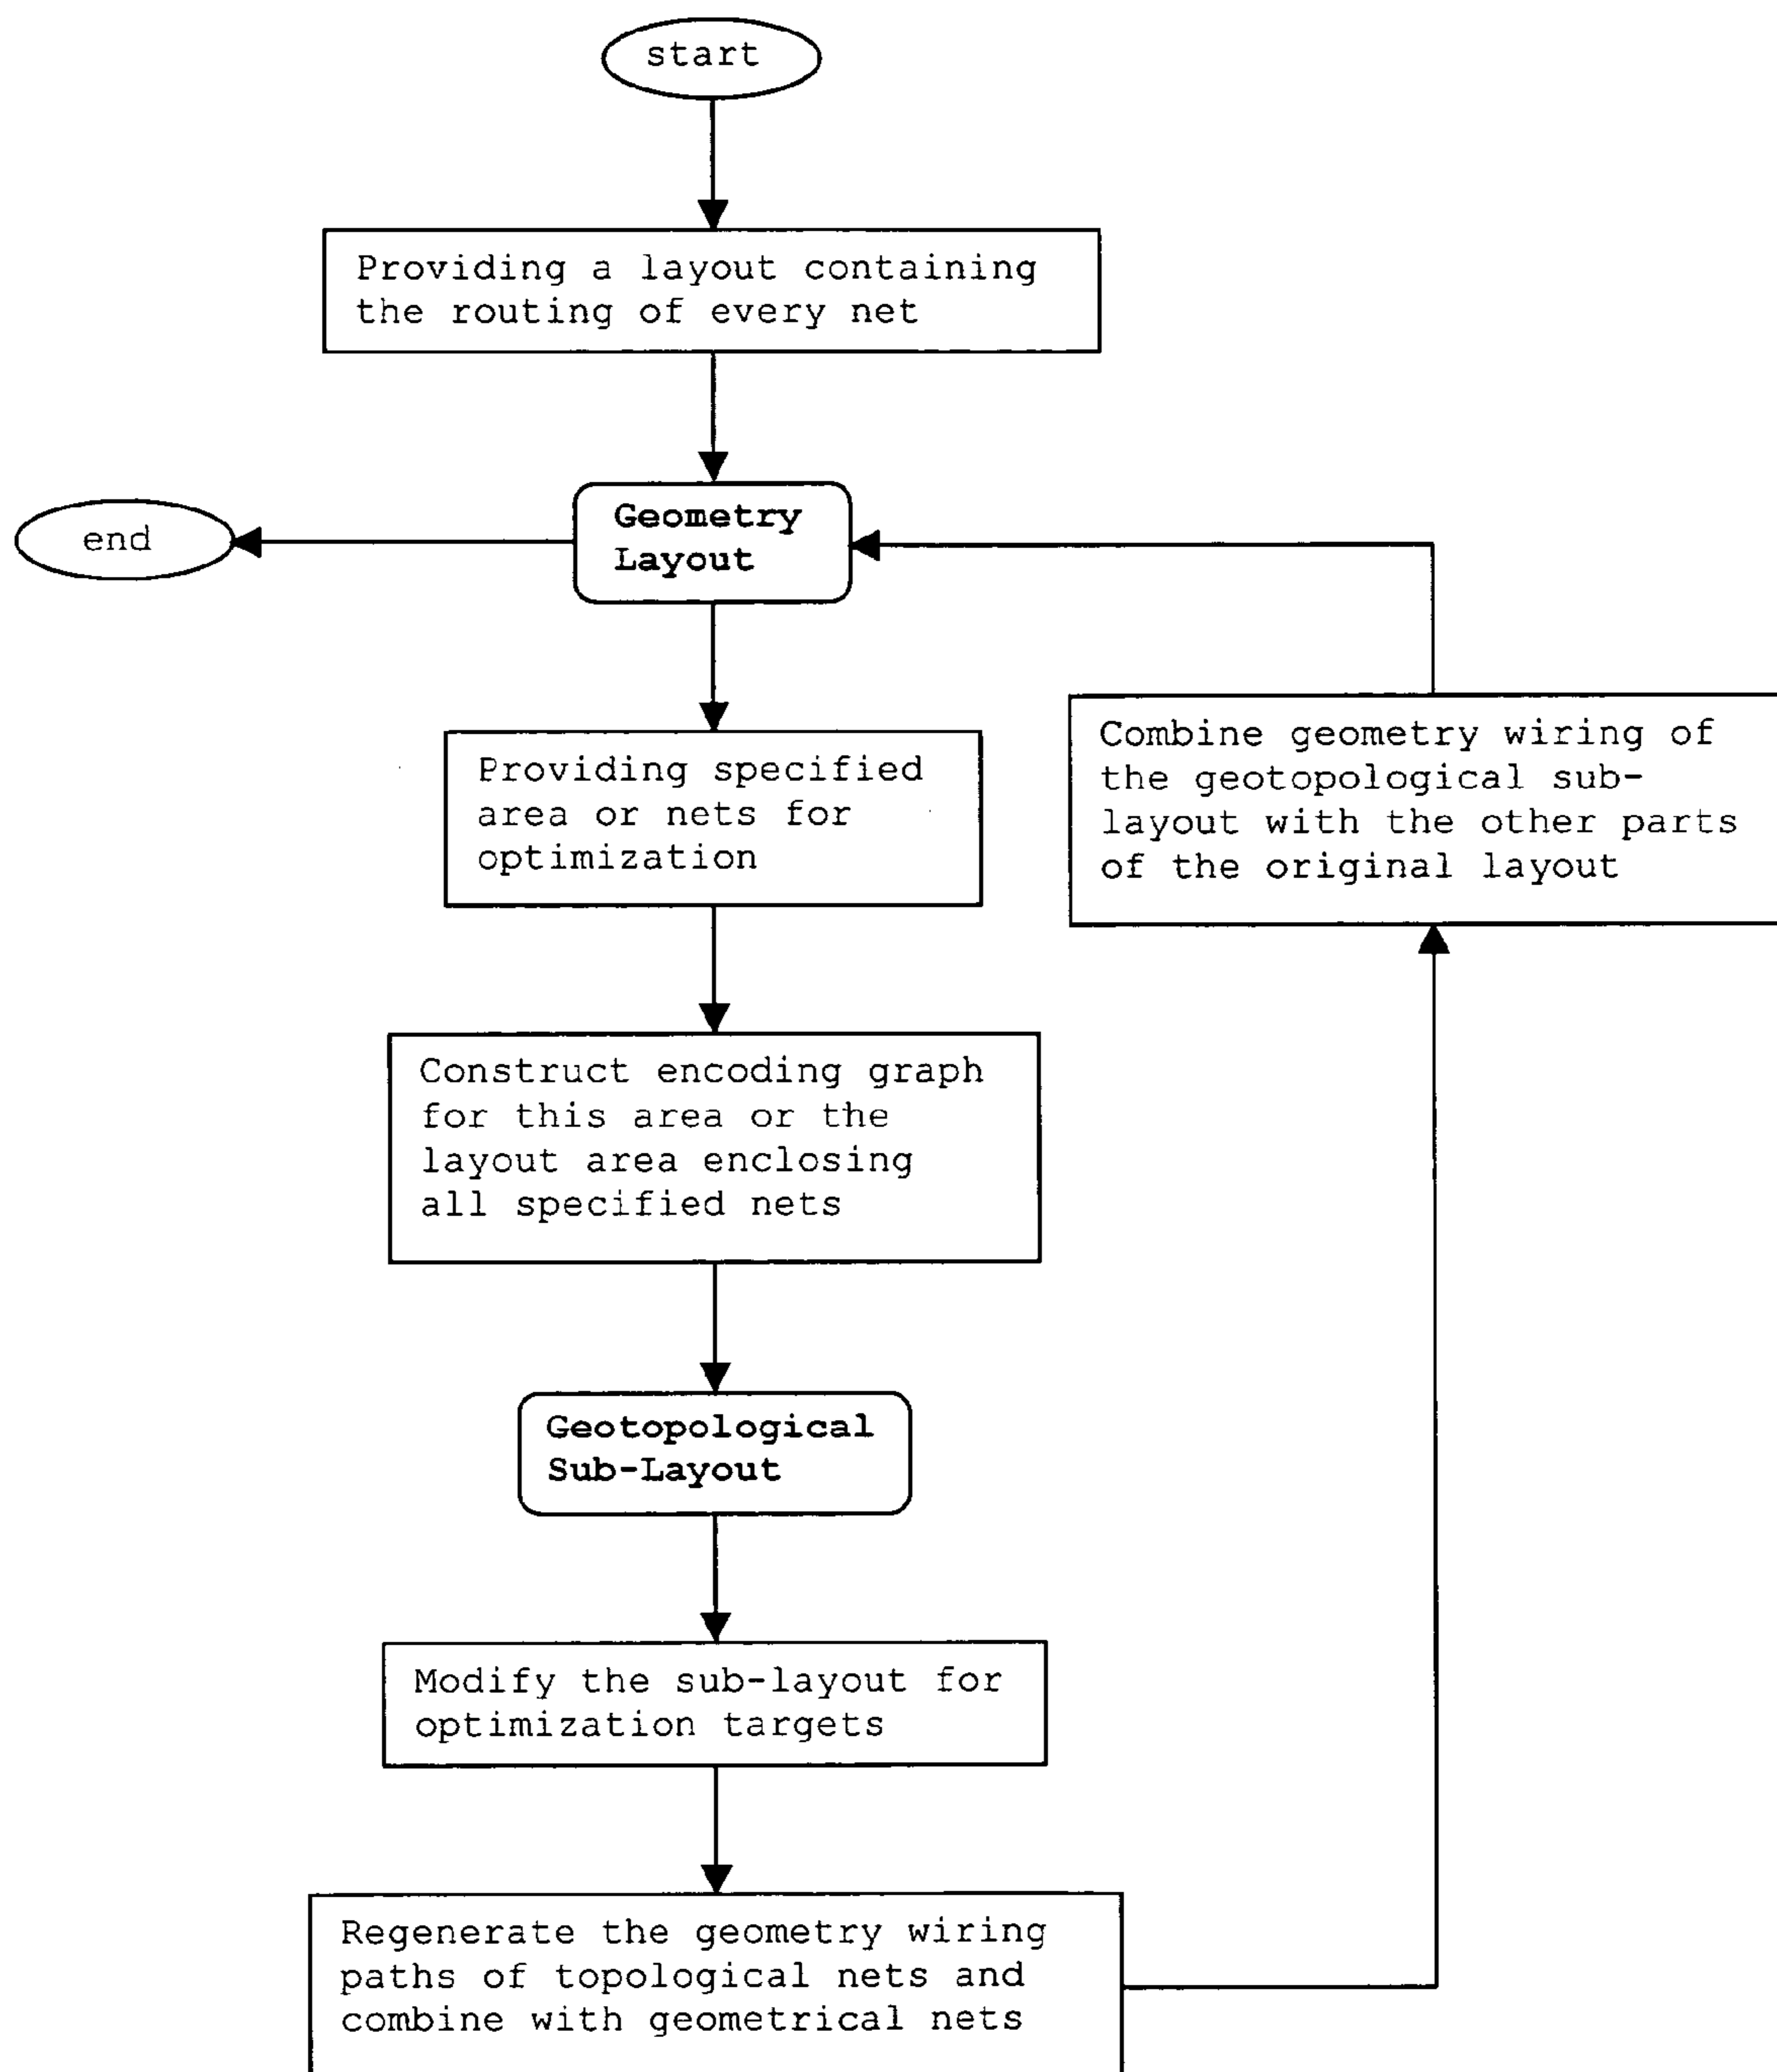 start
Providing a layout containing
the routing of every net
Geometry
Layout
end
Providing specified
area or nets for
optimization
Combine geometry wiring of
the geotopological sub-
layout with the other parts
of the original layout
Construct encoding graph
for this area or the
layout area enclosing
all specified nets
Geotopological
Sub-Layout
Modify the sub-layout for
optimization targets
Regenerate the geometry wiring
paths of topological nets and
combine with geometrical nets